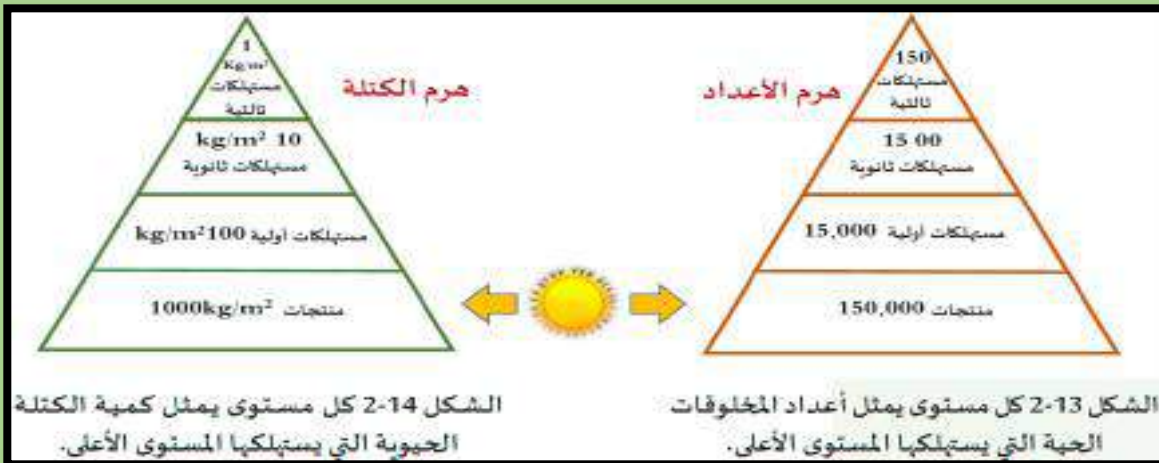 هرم الأعداد
150
مستهلكات
ثالثية
15 00
مستهلكات ثانوية
مستهلكات أولية 15,000
منتجات 150,000
الشكل 13-2 كل مستوى يمثل أعداد المخلوقات
الحية التي يستهلكها المستوى الأعلى.
هرم الكتلة
1
Kg/m²
مستهلكات
ثالثية
kg/m² 10
مستهلكات ثانوية
مستهلكات أولية kg/m²100
منتجات 1000kg/m²
الشكل 14-2 كل مستوى يمثل كمية الكتلة
الحيوية التي يستهلكها المستوى الأعلى.